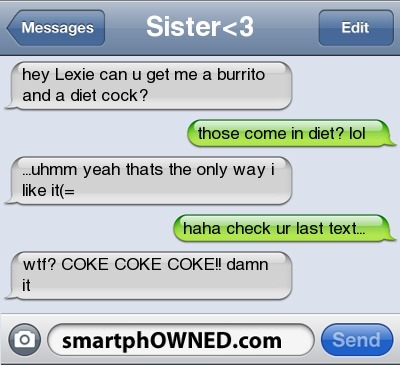 Messages
Sister<3
Edit
hey Lexie can u get me a burrito
and a diet cock?
those come in diet? lol
...uhmm yeah thats the only way i
like it(=
haha check ur last text...
wtf? COKE COKE COKE!! damn
it
smartphOWNED.com
Send